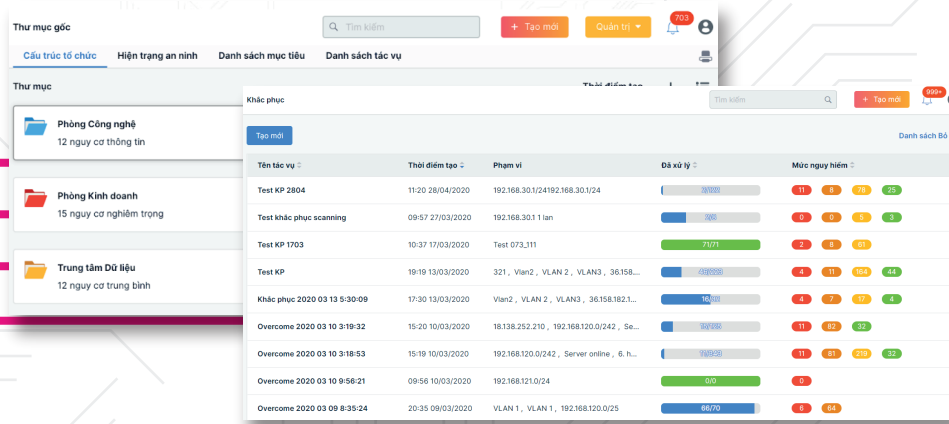 Thư mục gốc
Tìm kiếm
+ Tạo mới
Quản trị
703
Cấu trúc tổ chức
Hiện trạng an ninh
Danh sách mục tiêu
Danh sách tác vụ
Thư mục
Thời điểm tạo
Phòng Công nghệ
12 nguy cơ thông tin
Phòng Kinh doanh
15 nguy cơ nghiêm trọng
Trung tâm Dữ liệu
12 nguy cơ trung bình
Khắc phục
Tìm kiếm
+ Tạo mới
999+
Tạo mới
Danh sách Bỏ
Tên tác vụ Thời điểm tạo Phạm vi Đã xử lý Mức nguy hiểm
Test KP 2804 11:20 28/04/2020 192.168.30.1/24192.168.30.1/24 11 8 78 25
Test khắc phục scanning 09:57 27/03/2020 192.168.30.1 1 lan 0 0 5 3
Test KP 1703 10:37 17/03/2020 Test 073_111 71/71 2 8 61
Test KP 19:19 13/03/2020 321 , Vlan2 , VLAN 2 , VLAN3 , 36.158.... 4 11 164 44
Khắc phục 2020 03 13 5:30:09 17:30 13/03/2020 Vlan2 , VLAN 2 , VLAN3 , 36.158.182.1... 4 7 17 4
Overcome 2020 03 10 3:19:32 15:20 10/03/2020 18.138.252.210 , 192.168.120.0/242 , Se... 11 82 32
Overcome 2020 03 10 3:18:53 15:19 10/03/2020 192.168.120.0/242 , Server online , 6. h... 11 81 219 32
Overcome 2020 03 10 9:56:21 09:56 10/03/2020 192.168.121.0/24 0/0 0
Overcome 2020 03 09 8:35:24 20:35 09/03/2020 VLAN 1 , VLAN 1 , 192.168.120.0/25 66/70 6 64